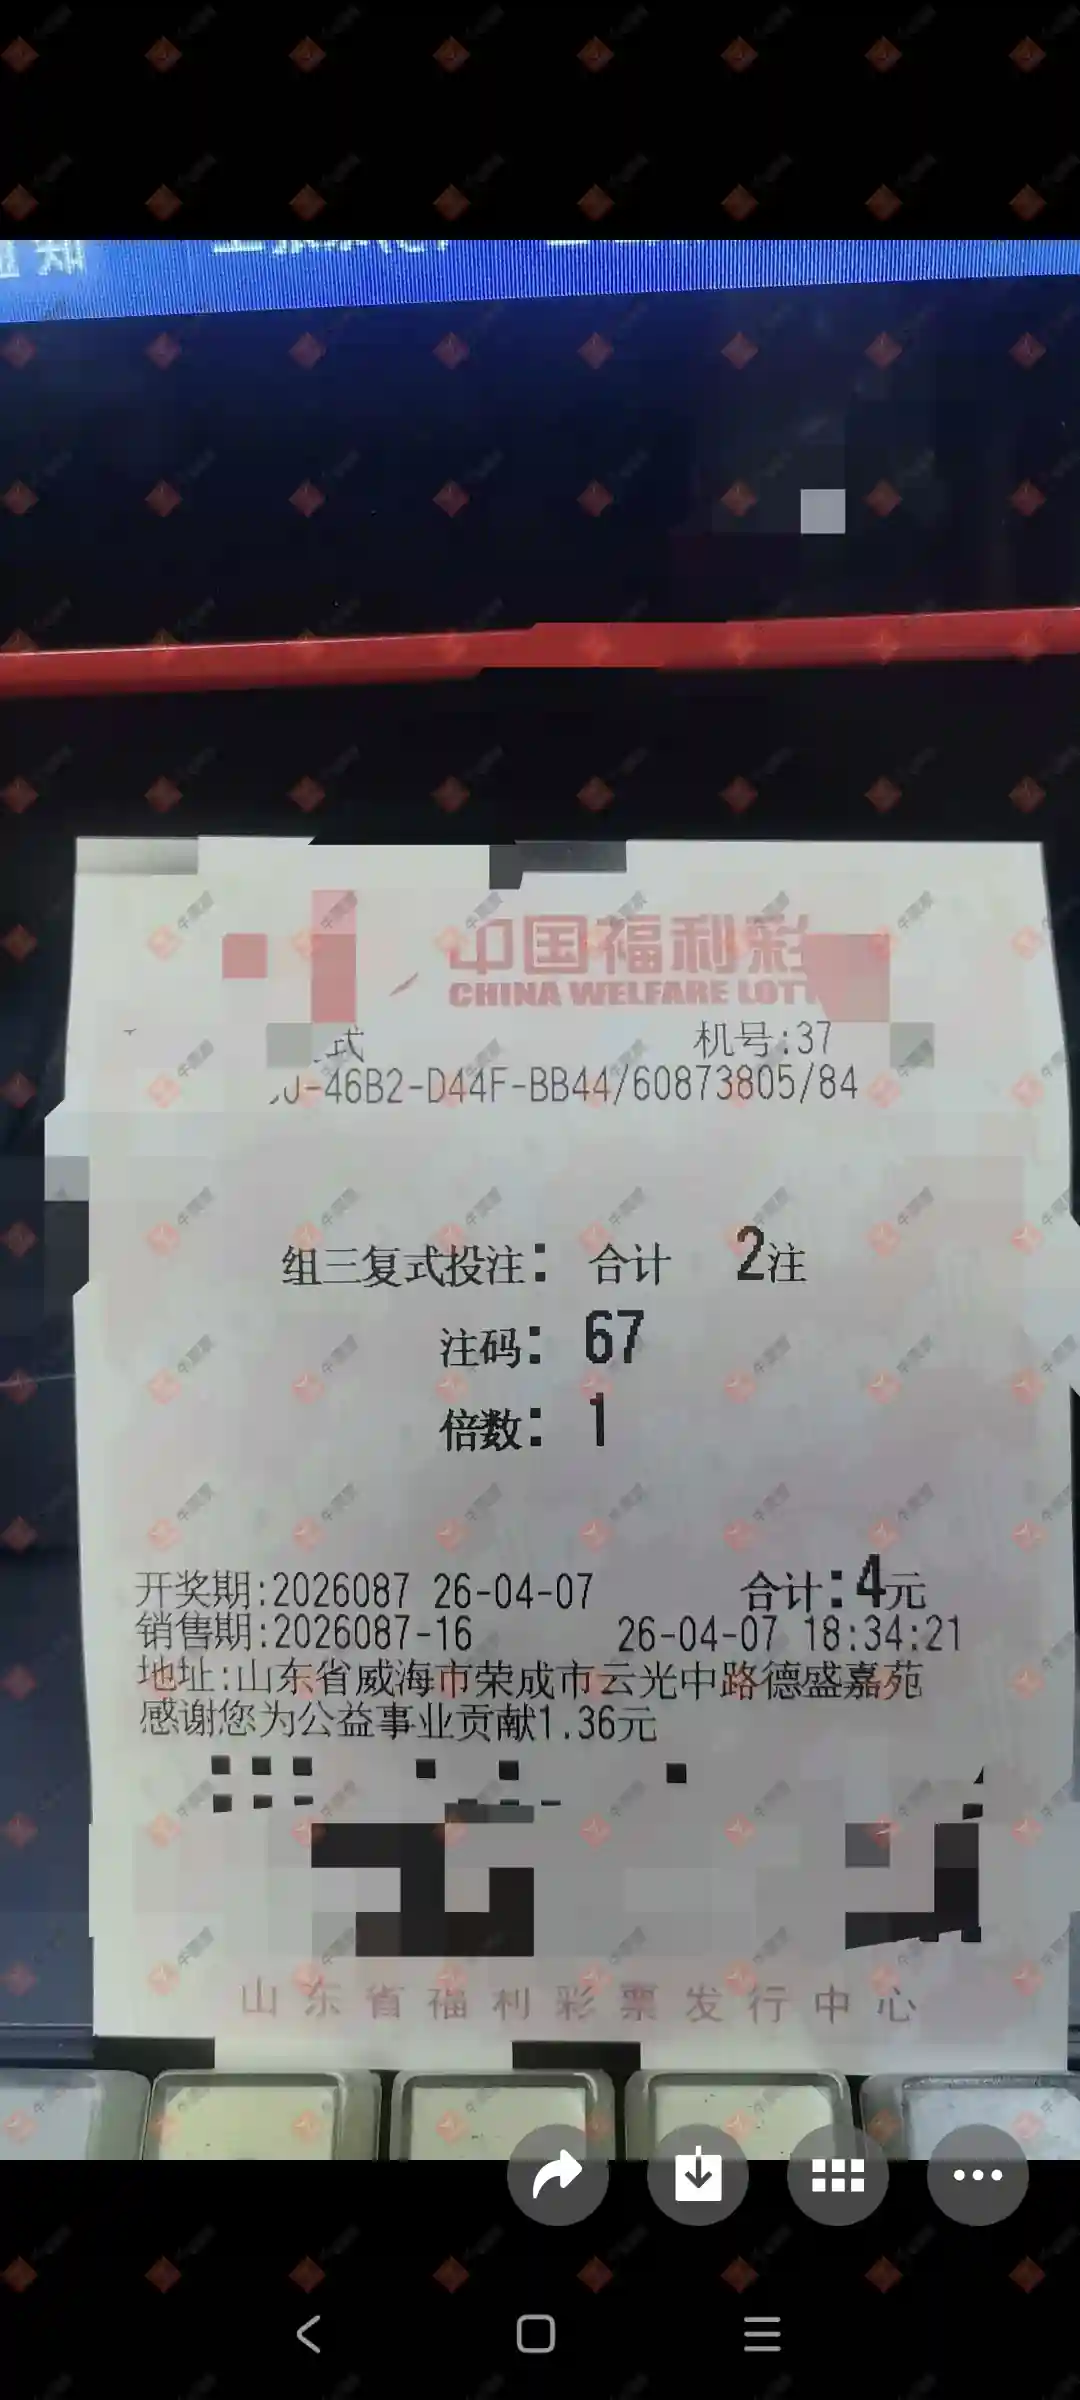 中国福利彩
CHINA WELFARE LOTT
式
机号:37
-46B2-D44F-BB44/60873805/84
组三复式投注: 合计 2注
注码: 67
倍数: 1
开奖期:2026087 26-04-07 合计:4元
销售期:2026087-16 26-04-07 18:34:21
地址:山东省威海市荣成市云光中路德盛嘉苑
感谢您为公益事业贡献1.36元
山东省福利彩票发行中心